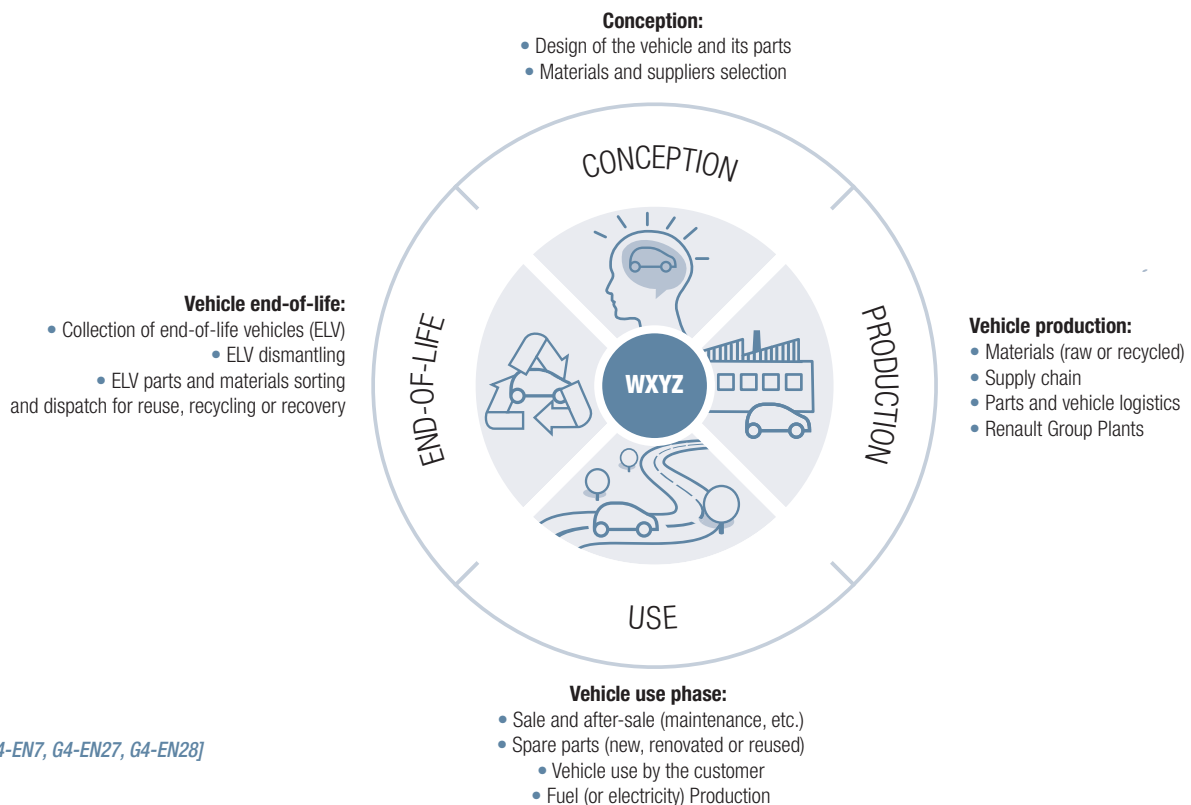 Conception:
• Design of the vehicle and its parts
• Materials and suppliers selection
CONCEPTION
Vehicle end-of-life:
• Collection of end-of-life vehicles (ELV)
• ELV dismantling
• ELV parts and materials sorting
and dispatch for reuse, recycling or recovery
END-OF-LIFE
WXYZ
PRODUCTION
Vehicle production:
• Materials (raw or recycled)
• Supply chain
• Parts and vehicle logistics
• Renault Group Plants
USE
Vehicle use phase:
• Sale and after-sale (maintenance, etc.)
• Spare parts (new, renovated or reused)
• Vehicle use by the customer
• Fuel (or electricity) Production
4-EN7, G4-EN27, G4-EN28]